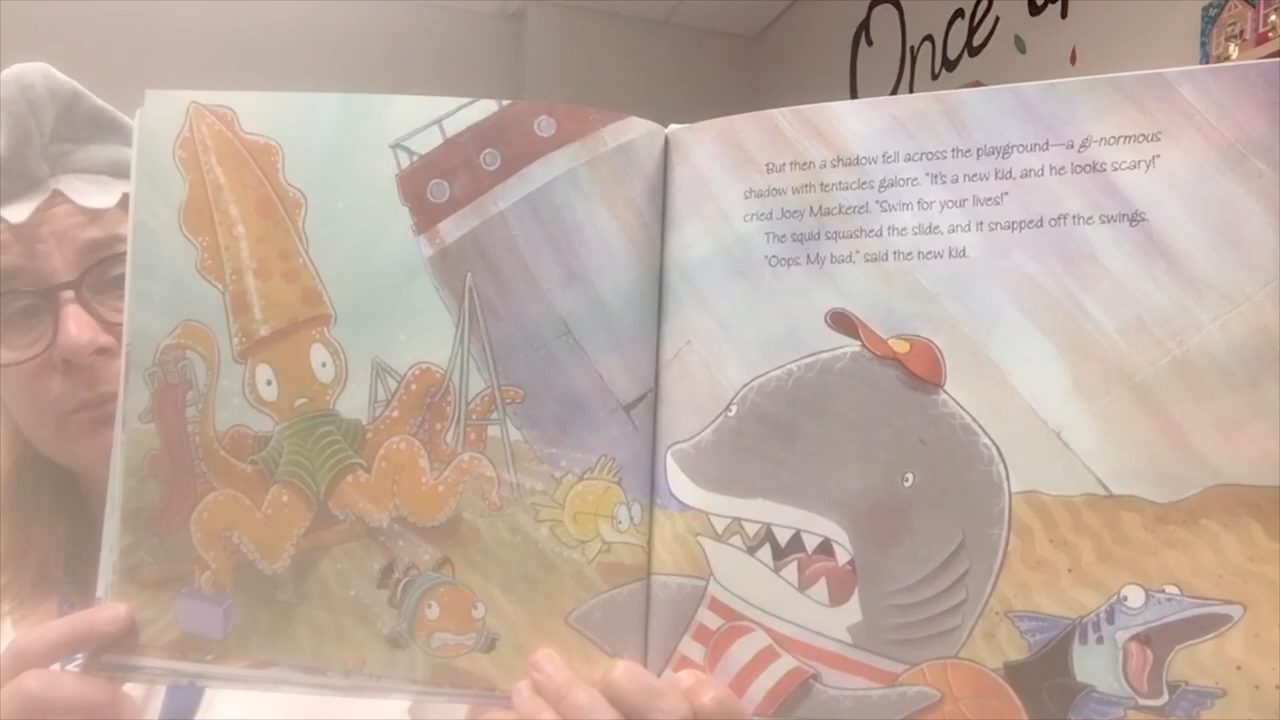 Once up
"But then a shadow fell across the playground—a gi-normous
shadow with tentacles galore. "It's a new kid, and he looks scary!"
cried Joey Mackerel. "Swim for your lives!"
The squid squashed the slide, and it snapped off the swings.
"Oops. My bad," said the new kid.